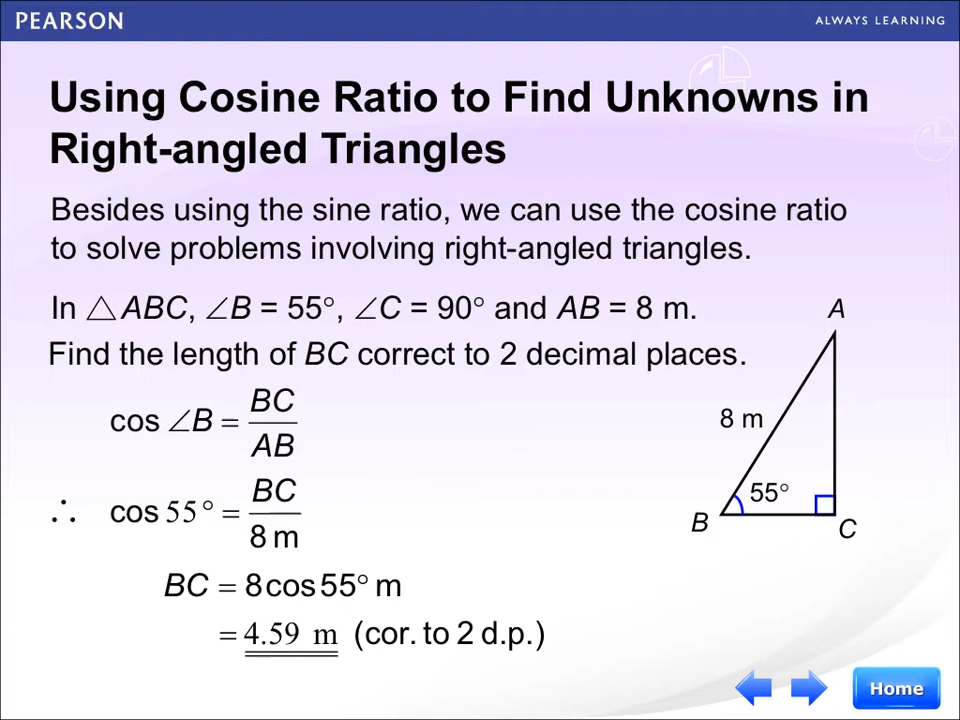 PEARSON
ALWAYS LEARNING
Using Cosine Ratio to Find Unknowns in
Right-angled Triangles
Besides using the sine ratio, we can use the cosine ratio
to solve problems involving right-angled triangles.
In △ABC, ∠B = 55°, ∠C = 90° and AB = 8 m.
Find the length of BC correct to 2 decimal places.
cos ∠B = BC/AB
∴ cos 55° = BC/8 m
BC = 8 cos 55° m
= 4.59 m (cor. to 2 d.p.)
A
8 m
55°
B
C
Home